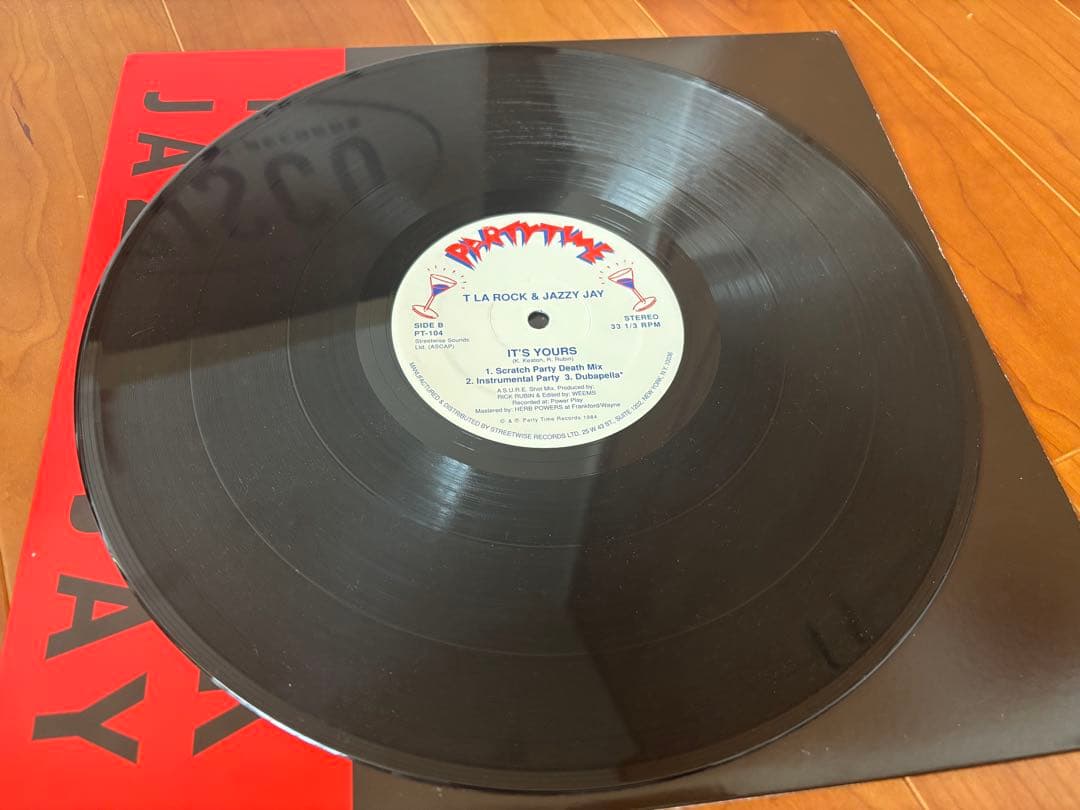 PARTYTIME
T LA ROCK & JAZZY JAY
SIDE B
PT-104
Streetwise Sounds
Ltd. (ASCAP)
STEREO
33 1/3 RPM
IT'S YOURS
(K. Keaton, R. Rubin)
1. Scratch Party Death Mix
2. Instrumental Party 3. Dubapella*
A S.U.R.E. Shot Mix. Produced by:
RICK RUBIN & Edited by: WEEMS
Recorded at: Power Play
Mastered by: HERB POWERS at Frankford/Wayne
© & ℗ Party Time Records 1984
MANUFACTURED & DISTRIBUTED BY STREETWISE RECORDS LTD. 25 W 43 ST., SUITE 1202, NEW YORK, N.Y. 10036
JA
JAY